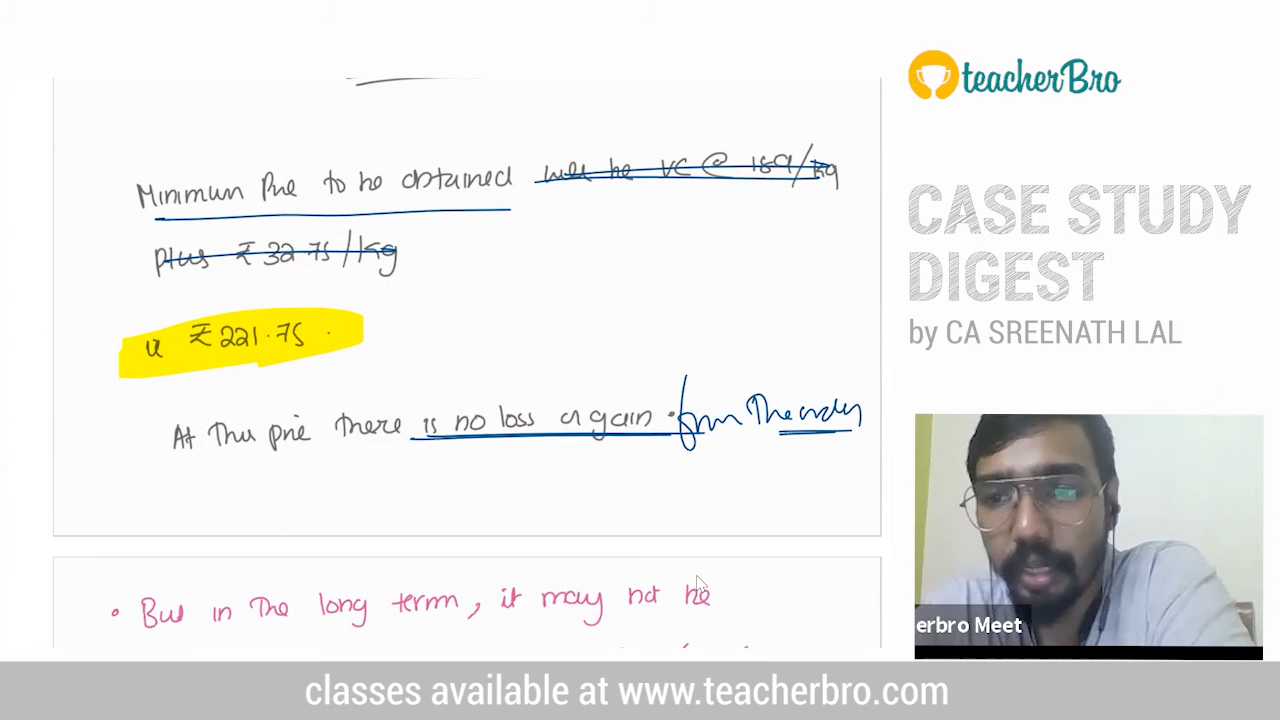 teacherBro
Minimum Price to be obtained will be VC @ 189/Kg
plus ₹ 32.75/Kg
₹ 221.75
At this price there is no loss or gain. from the order
• But in the long term, it may not be
CASE STUDY
DIGEST
by CA SREENATH LAL
erbro Meet
classes available at www.teacherbro.com